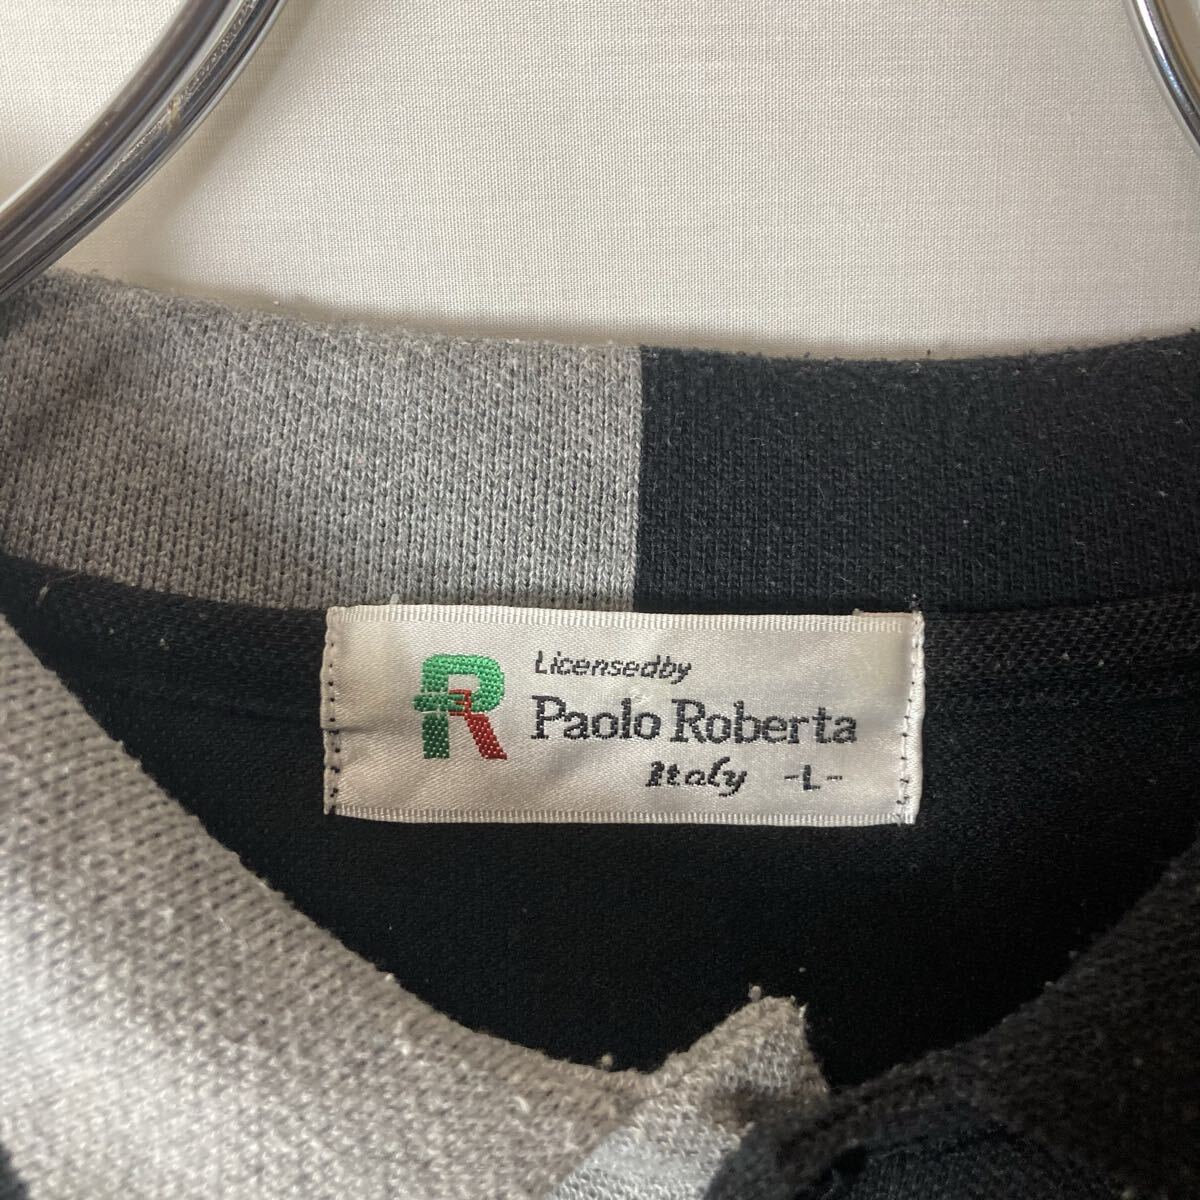 R
Licensedby
Paolo Roberta
Italy -L-